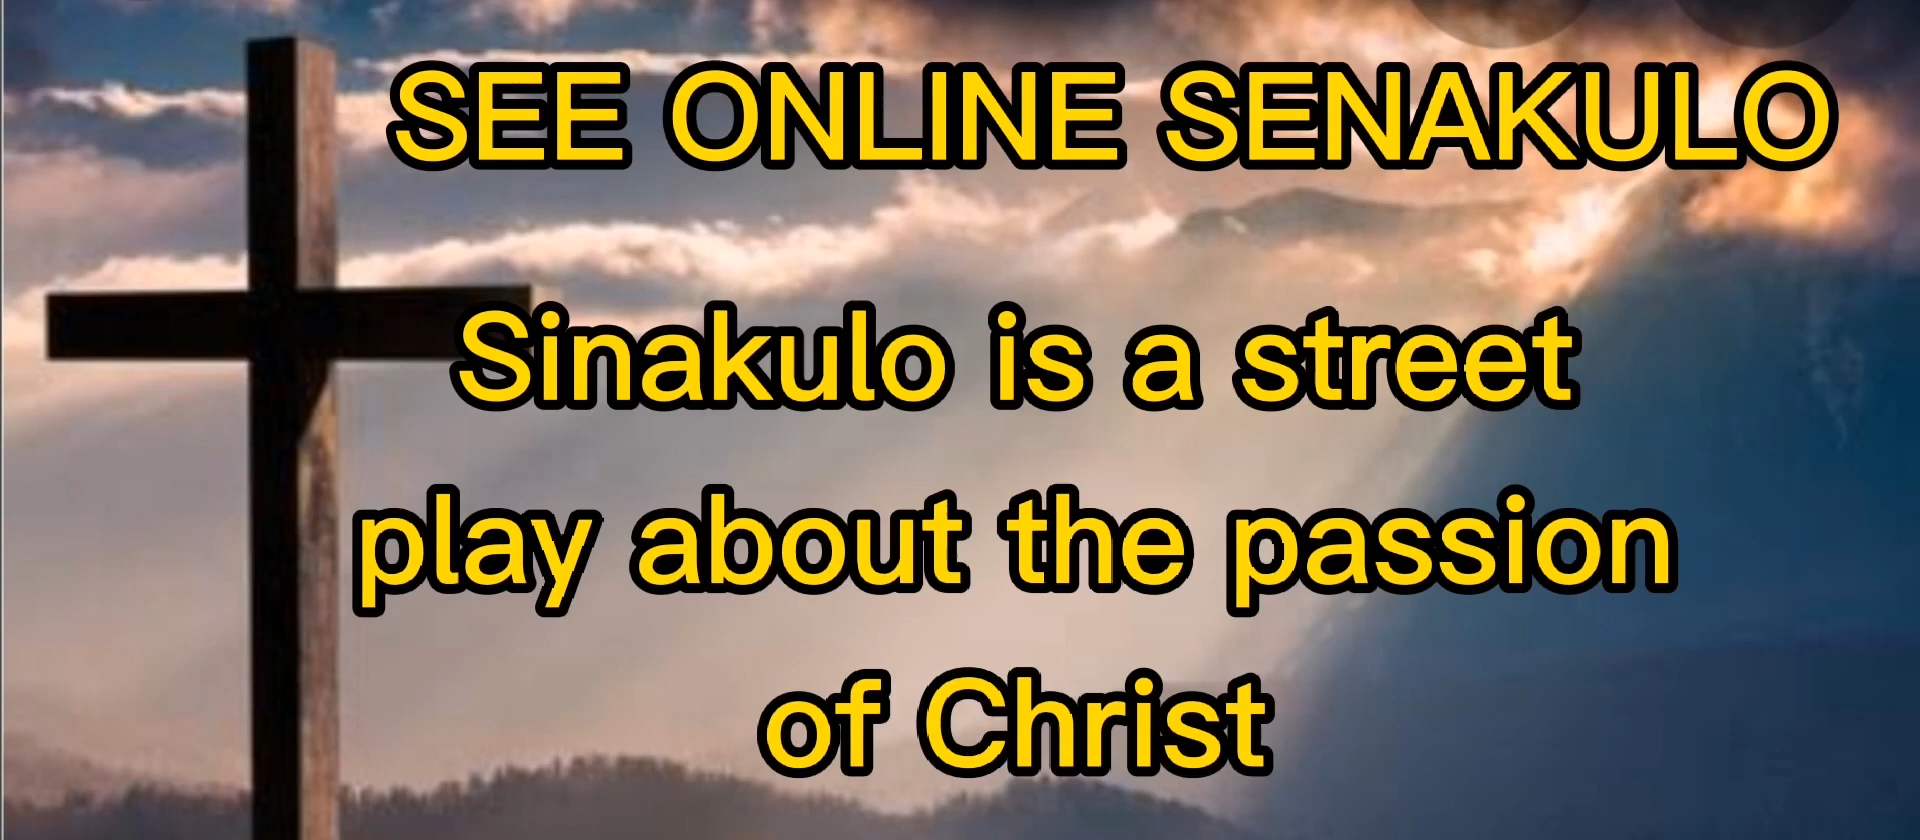 SEE ONLINE SENAKULO
Sinakulo is a street
play about the passion
of Christ